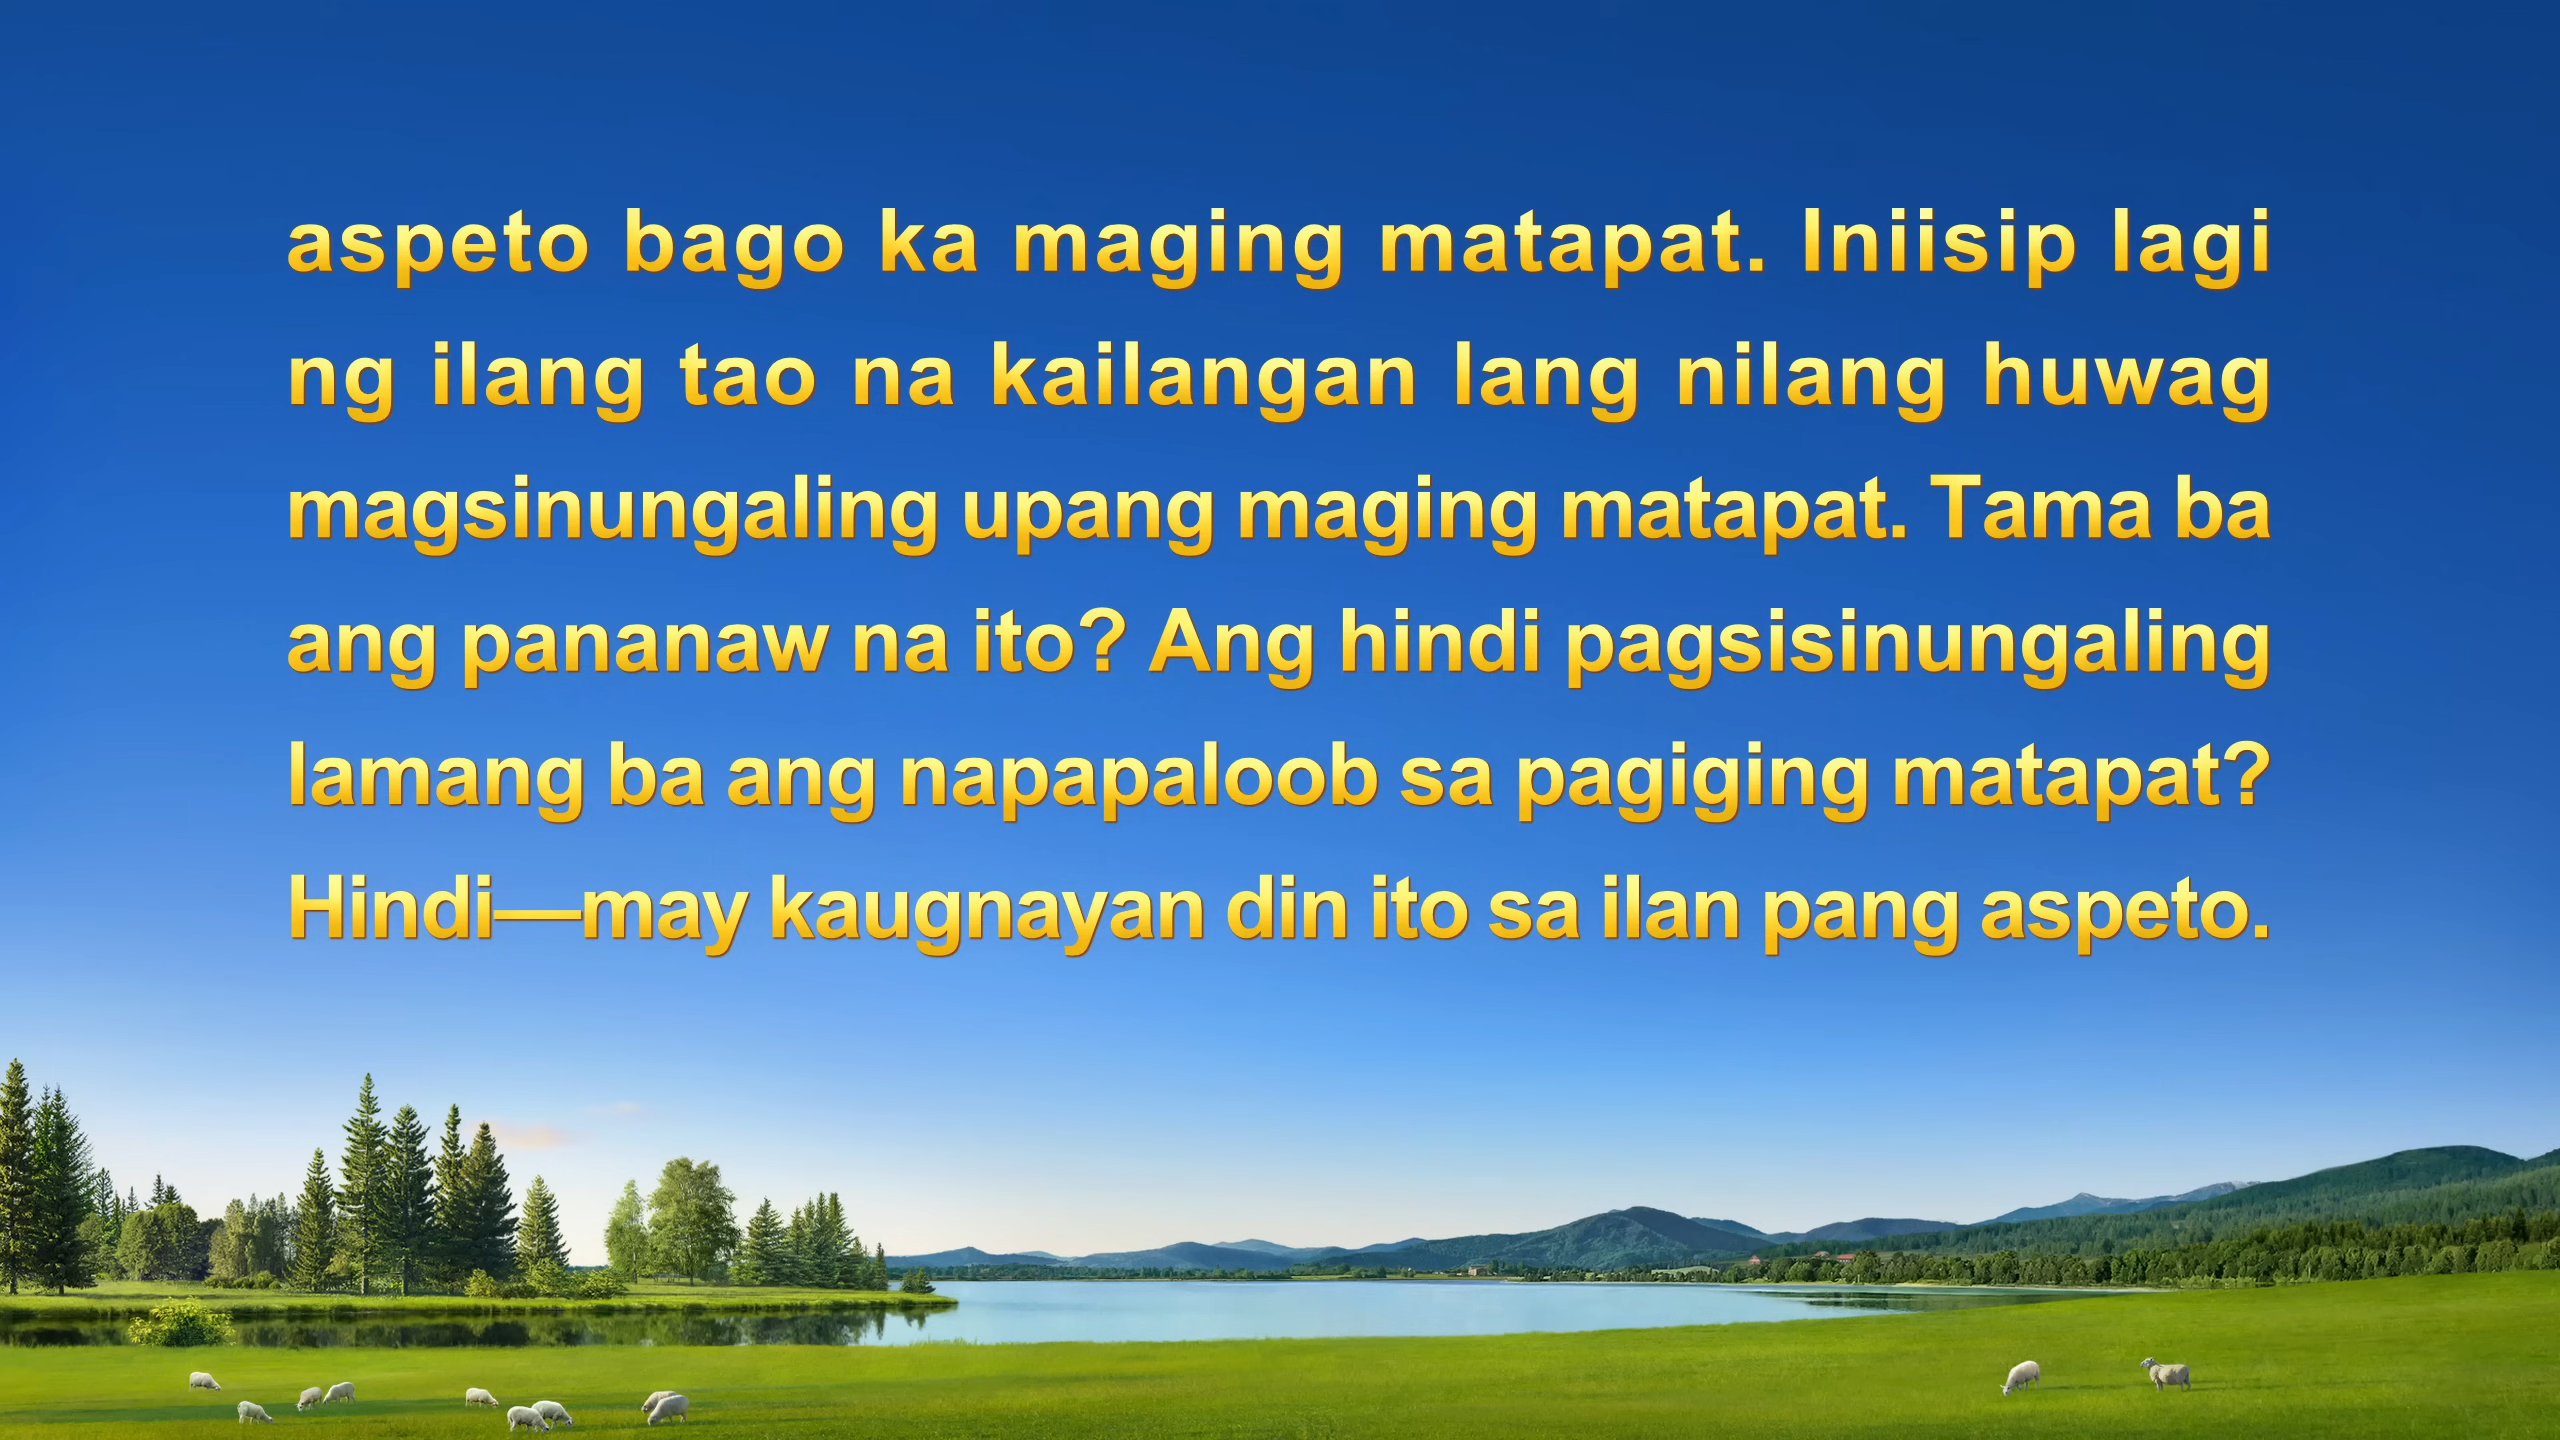 aspeto bago ka maging matapat. Iniisip lagi
ng ilang tao na kailangan lang nilang huwag
magsinungaling upang maging matapat. Tama ba
ang pananaw na ito? Ang hindi pagsisinungaling
lamang ba ang napapaloob sa pagiging matapat?
Hindi—may kaugnayan din ito sa ilan pang aspeto.